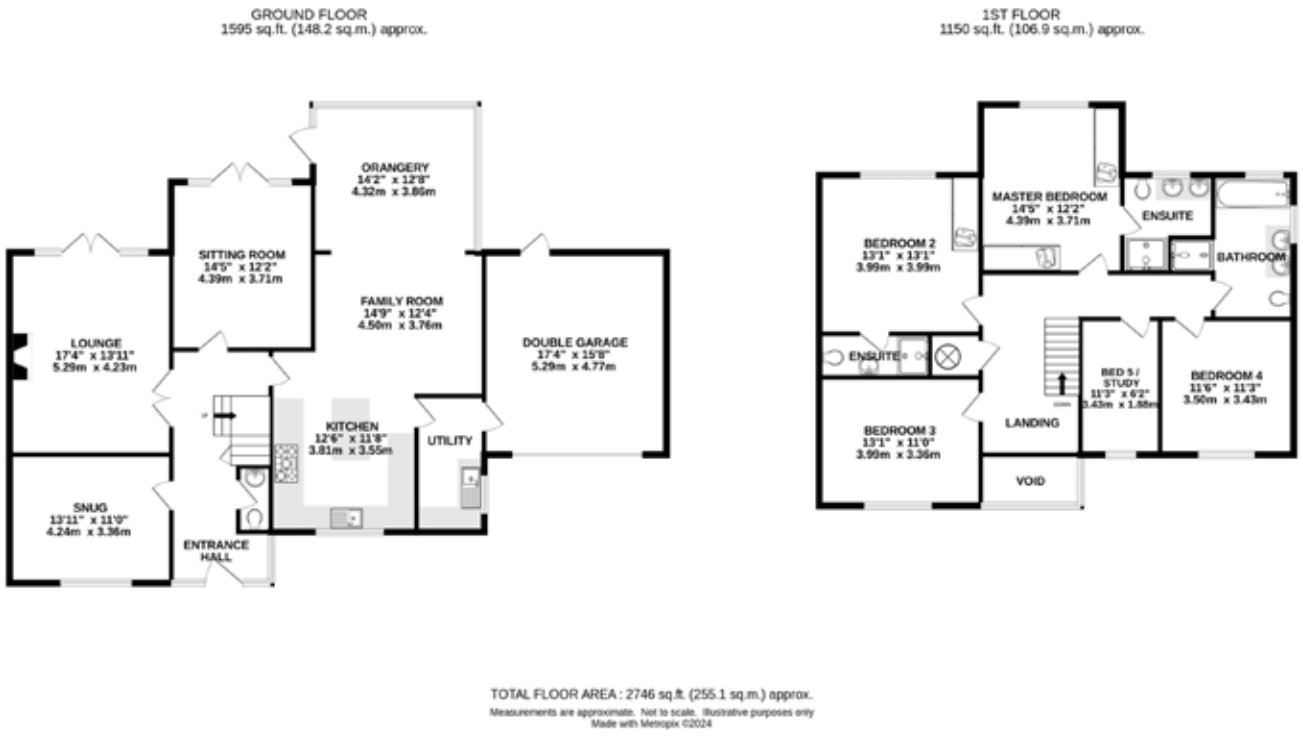 GROUND FLOOR
1595 sq.ft. (148.2 sq.m.) approx.
1ST FLOOR
1150 sq.ft. (106.9 sq.m.) approx.
ORANGERY
14'2" x 12'8"
4.32m x 3.86m
SITTING ROOM
14'5" x 12'2"
4.39m x 3.71m
FAMILY ROOM
14'9" x 12'4"
4.50m x 3.76m
LOUNGE
17'4" x 13'11"
5.29m x 4.23m
DOUBLE GARAGE
17'4" x 15'8"
5.29m x 4.77m
UP
KITCHEN
12'6" x 11'8"
3.81m x 3.55m
UTILITY
SNUG
13'11" x 11'0"
4.24m x 3.36m
ENTRANCE
HALL
MASTER BEDROOM
14'5" x 12'2"
4.39m x 3.71m
ENSUITE
BEDROOM 2
13'1" x 13'1"
3.99m x 3.99m
BATHROOM
ENSUITE
BED 5 /
STUDY
11'3" x 6'2"
3.43m x 1.88m
BEDROOM 4
11'6" x 11'3"
3.50m x 3.43m
DOWN
LANDING
BEDROOM 3
13'1" x 11'0"
3.99m x 3.36m
VOID
TOTAL FLOOR AREA : 2746 sq.ft. (255.1 sq.m.) approx.
Measurements are approximate. Not to scale. Illustrative purposes only
Made with Metropix ©2024